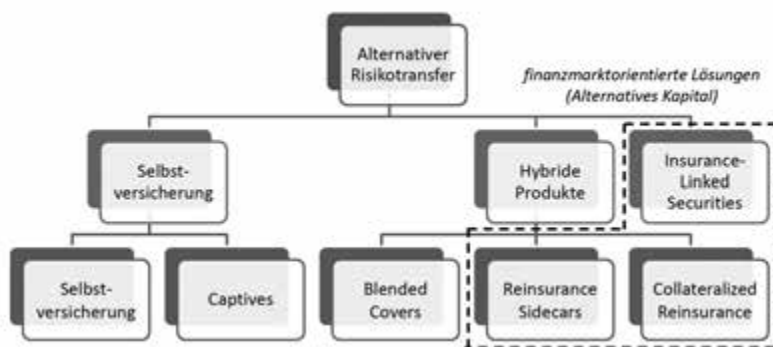 Alternativer
Risikotransfer
finanzmarktorientierte Lösungen
(Alternatives Kapital)
Selbst-
versicherung
Hybride
Produkte
Insurance-
Linked
Securities
Selbst-
versicherung
Captives
Blended
Covers
Reinsurance
Sidecars
Collateralized
Reinsurance